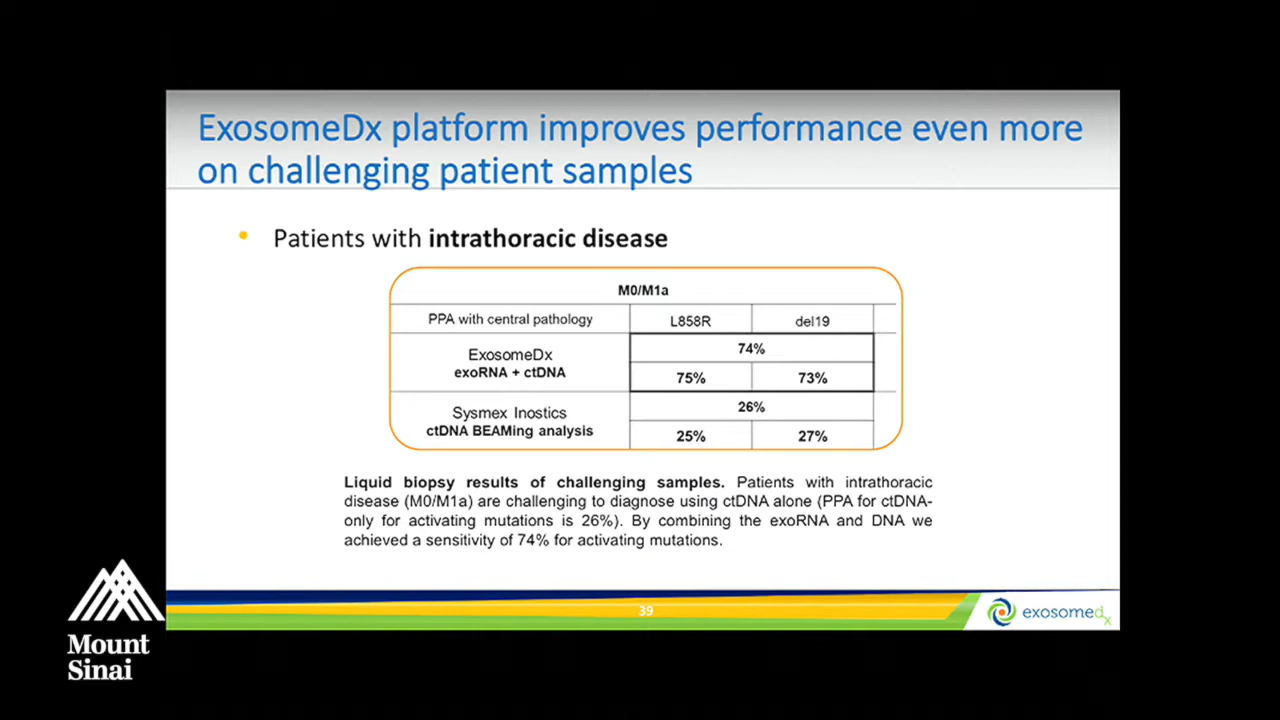 ExosomeDx platform improves performance even more
on challenging patient samples
• Patients with intrathoracic disease
M0/M1a
PPA with central pathology L858R del19
ExosomeDx
exoRNA + ctDNA
74%
75% 73%
Sysmex Inostics
ctDNA BEAMing analysis
26%
25% 27%
Liquid biopsy results of challenging samples. Patients with intrathoracic
disease (M0/M1a) are challenging to diagnose using ctDNA alone (PPA for ctDNA-
only for activating mutations is 26%). By combining the exoRNA and DNA we
achieved a sensitivity of 74% for activating mutations.
39
exosomedx
Mount
Sinai